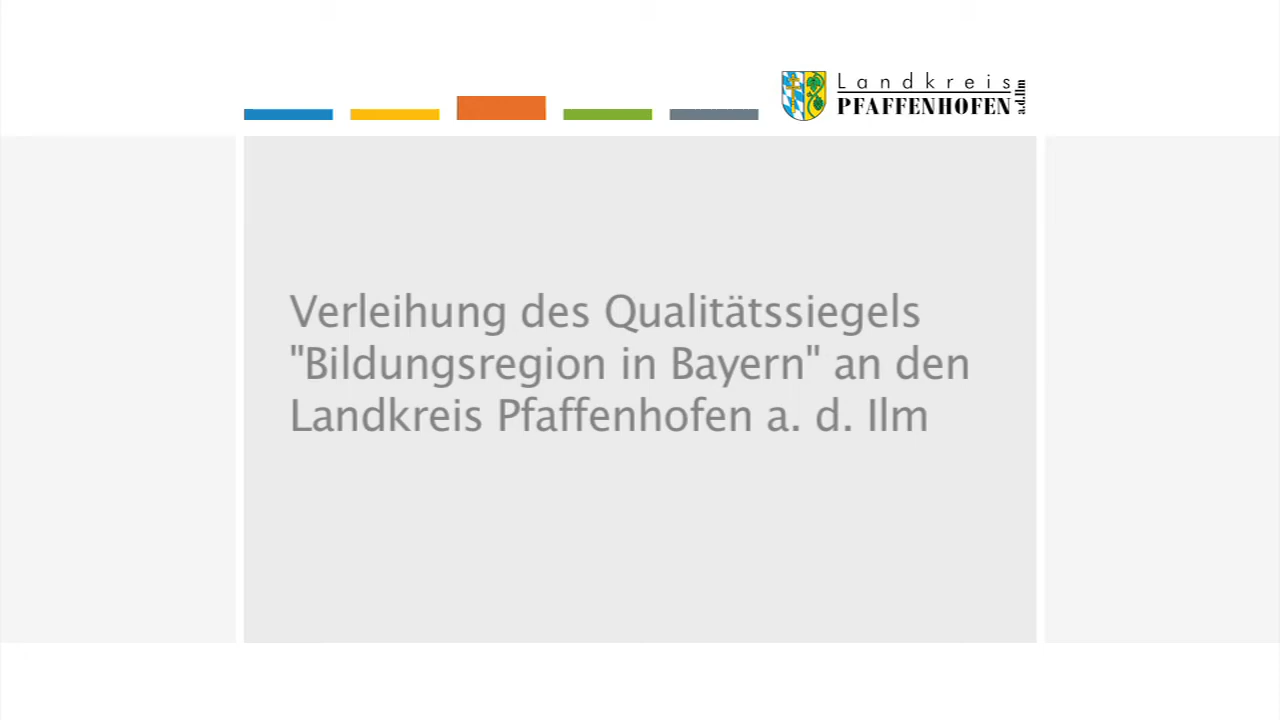 Landkreis
PFAFFENHOFEN
a.d.Ilm
Verleihung des Qualitätssiegels
"Bildungsregion in Bayern" an den
Landkreis Pfaffenhofen a. d. Ilm